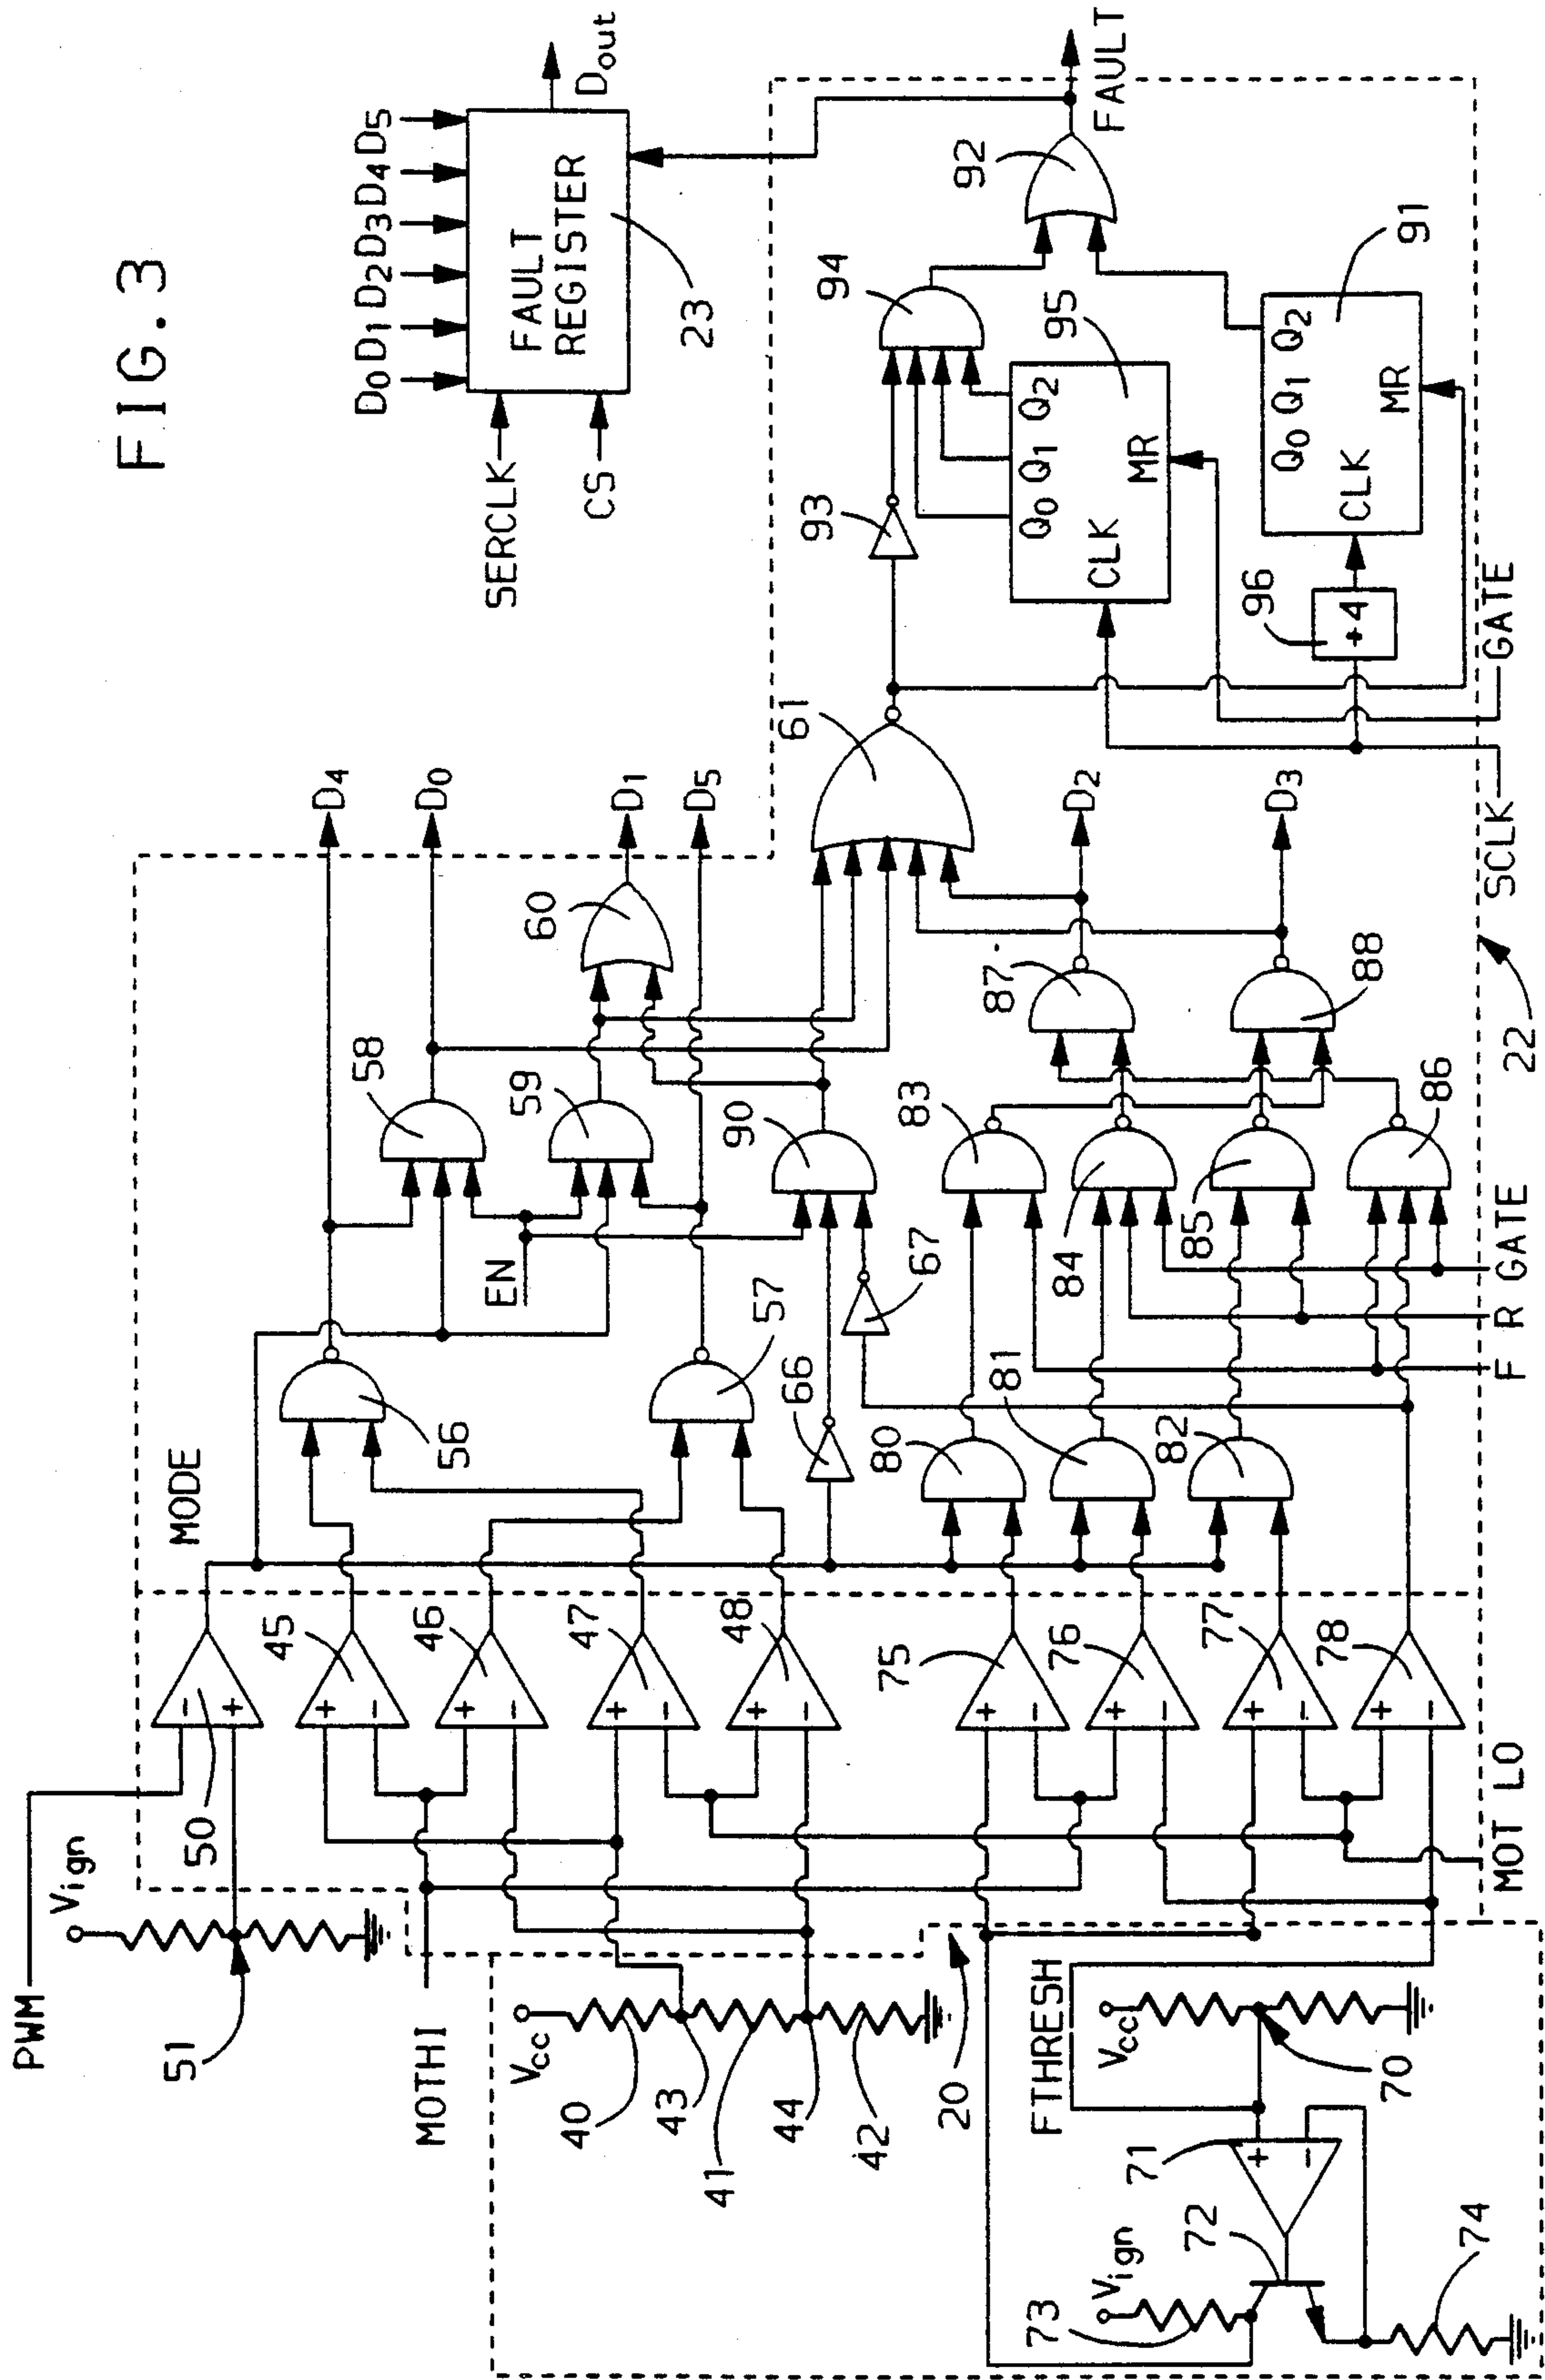 FIG. 3
D0 D1 D2 D3 D4 D5
SERCLK
CS
FAULT
REGISTER
23
Dout
PWM
Vign
51
50
MODE
45
46
47
48
56
57
58
59
60
EN
D4
D0
D1
D5
MOTHI
Vcc
40
43
41
44
42
20
66
67
90
61
93
94
92
FAULT
Q0 Q1 Q2
CLK
MR
95
Q0 Q1 Q2
CLK
MR
91
96
÷4
75
76
77
78
80
81
82
83
84
85
86
87
88
D2
D3
22
MOT LO
F R GATE
SCLK
GATE
FTHRESH
Vcc
70
71
72
Vign
73
74
+
-
+
-
+
-
+
-
+
-
+
-
+
-
+
-
+
-
+
-